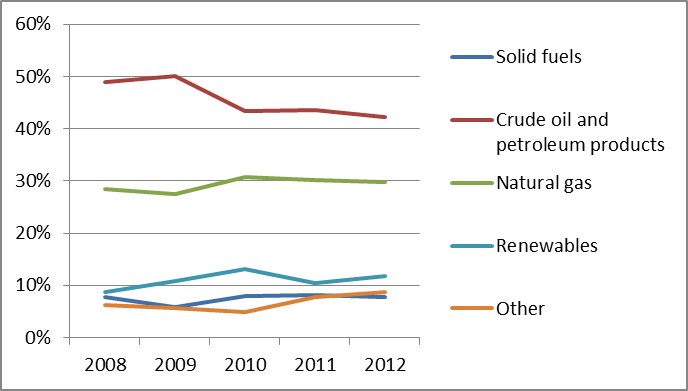 60%
50%
40%
30%
20%
10%
0%
2008 2009 2010 2011 2012
Solid fuels
Crude oil and
petroleum products
Natural gas
Renewables
Other